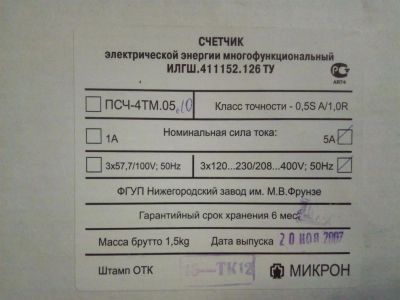 СЧЕТЧИК
электрической энергии многофункциональный
ИЛГШ.411152.126 ТУ
АЯ74
ПСЧ-4ТМ.05 Класс точности - 0,5S A/1,0R
Номинальная сила тока:
1А 5А
3x57,7/100V; 50Hz 3x120...230/208...400V; 50Hz
ФГУП Нижегородский завод им. М.В.Фрунзе
Гарантийный срок хранения 6 мес.
Масса брутто 1,5kg Дата выпуска 20 НОЯ 2007
Штамп ОТК ТК12 МИКРОН